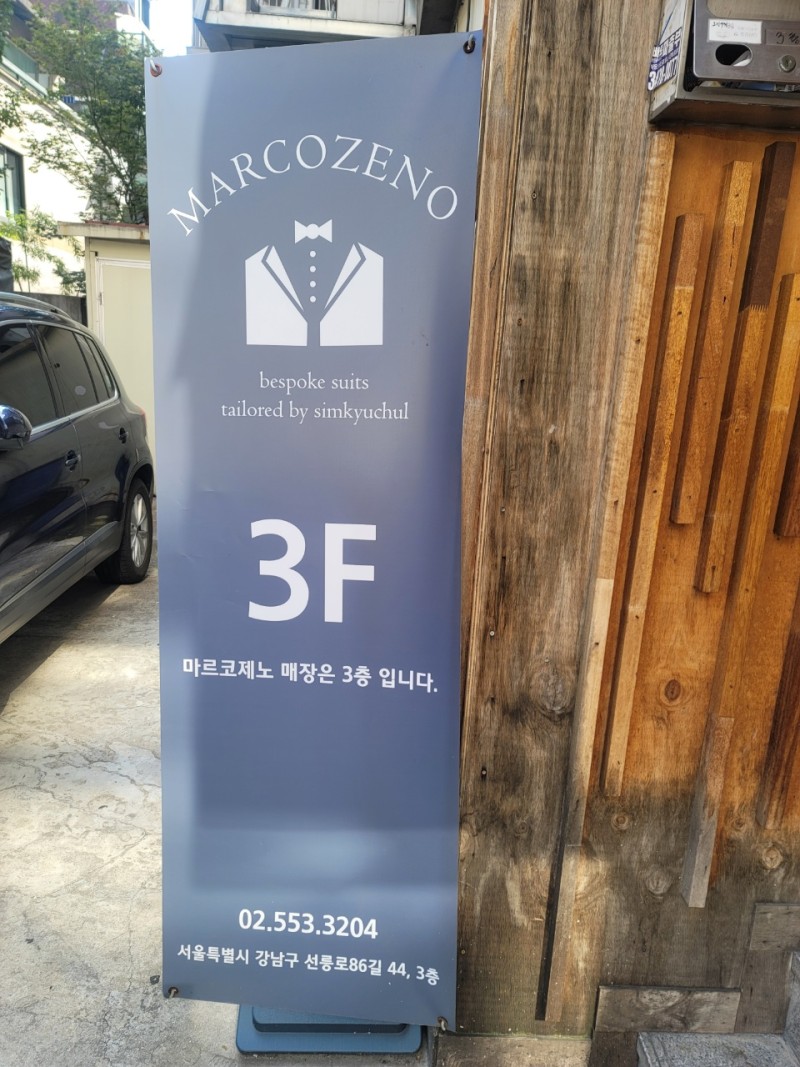 MARCOZENO
bespoke suits
tailored by simkyuchul
3F
마르코제노 매장은 3층 입니다.
02.553.3204
서울특별시 강남구 선릉로86길 44, 3층